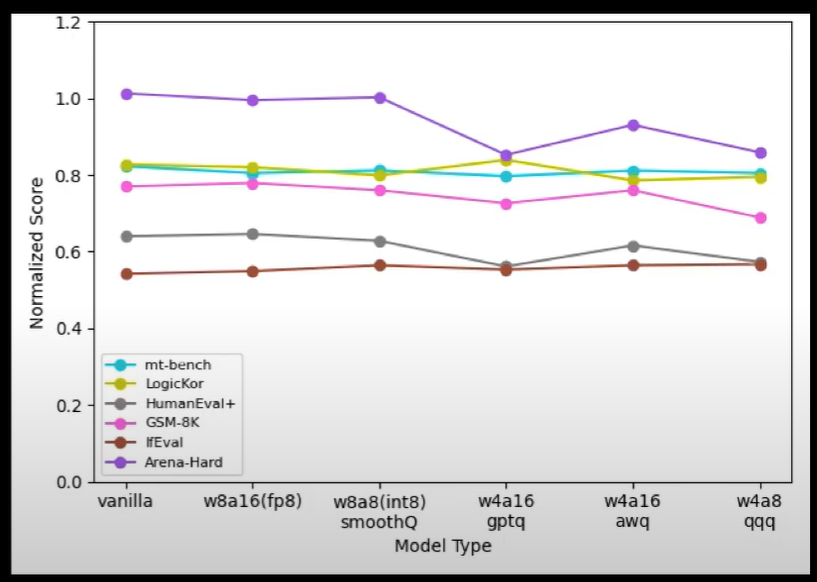 1.2
1.0
0.8
0.6
0.4
0.2
0.0
Normalized Score
mt-bench
LogicKor
HumanEval+
GSM-8K
IfEval
Arena-Hard
vanilla
w8a16(fp8)
w8a8(int8)
smoothQ
w4a16
gptq
w4a16
awq
w4a8
qqq
Model Type